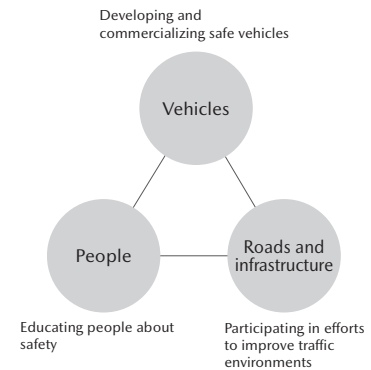 Developing and
commercializing safe vehicles
Vehicles
People
Roads and
infrastructure
Educating people about
safety
Participating in efforts
to improve traffic
environments